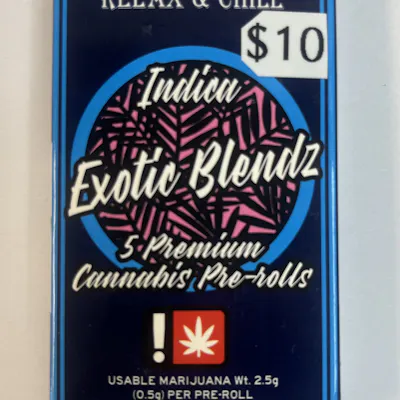 RELAX & CHILL
$10
Indica
Exotic Blendz
5 Premium
Cannabis Pre-rolls
!
USABLE MARIJUANA Wt. 2.5g
(0.5g) PER PRE-ROLL